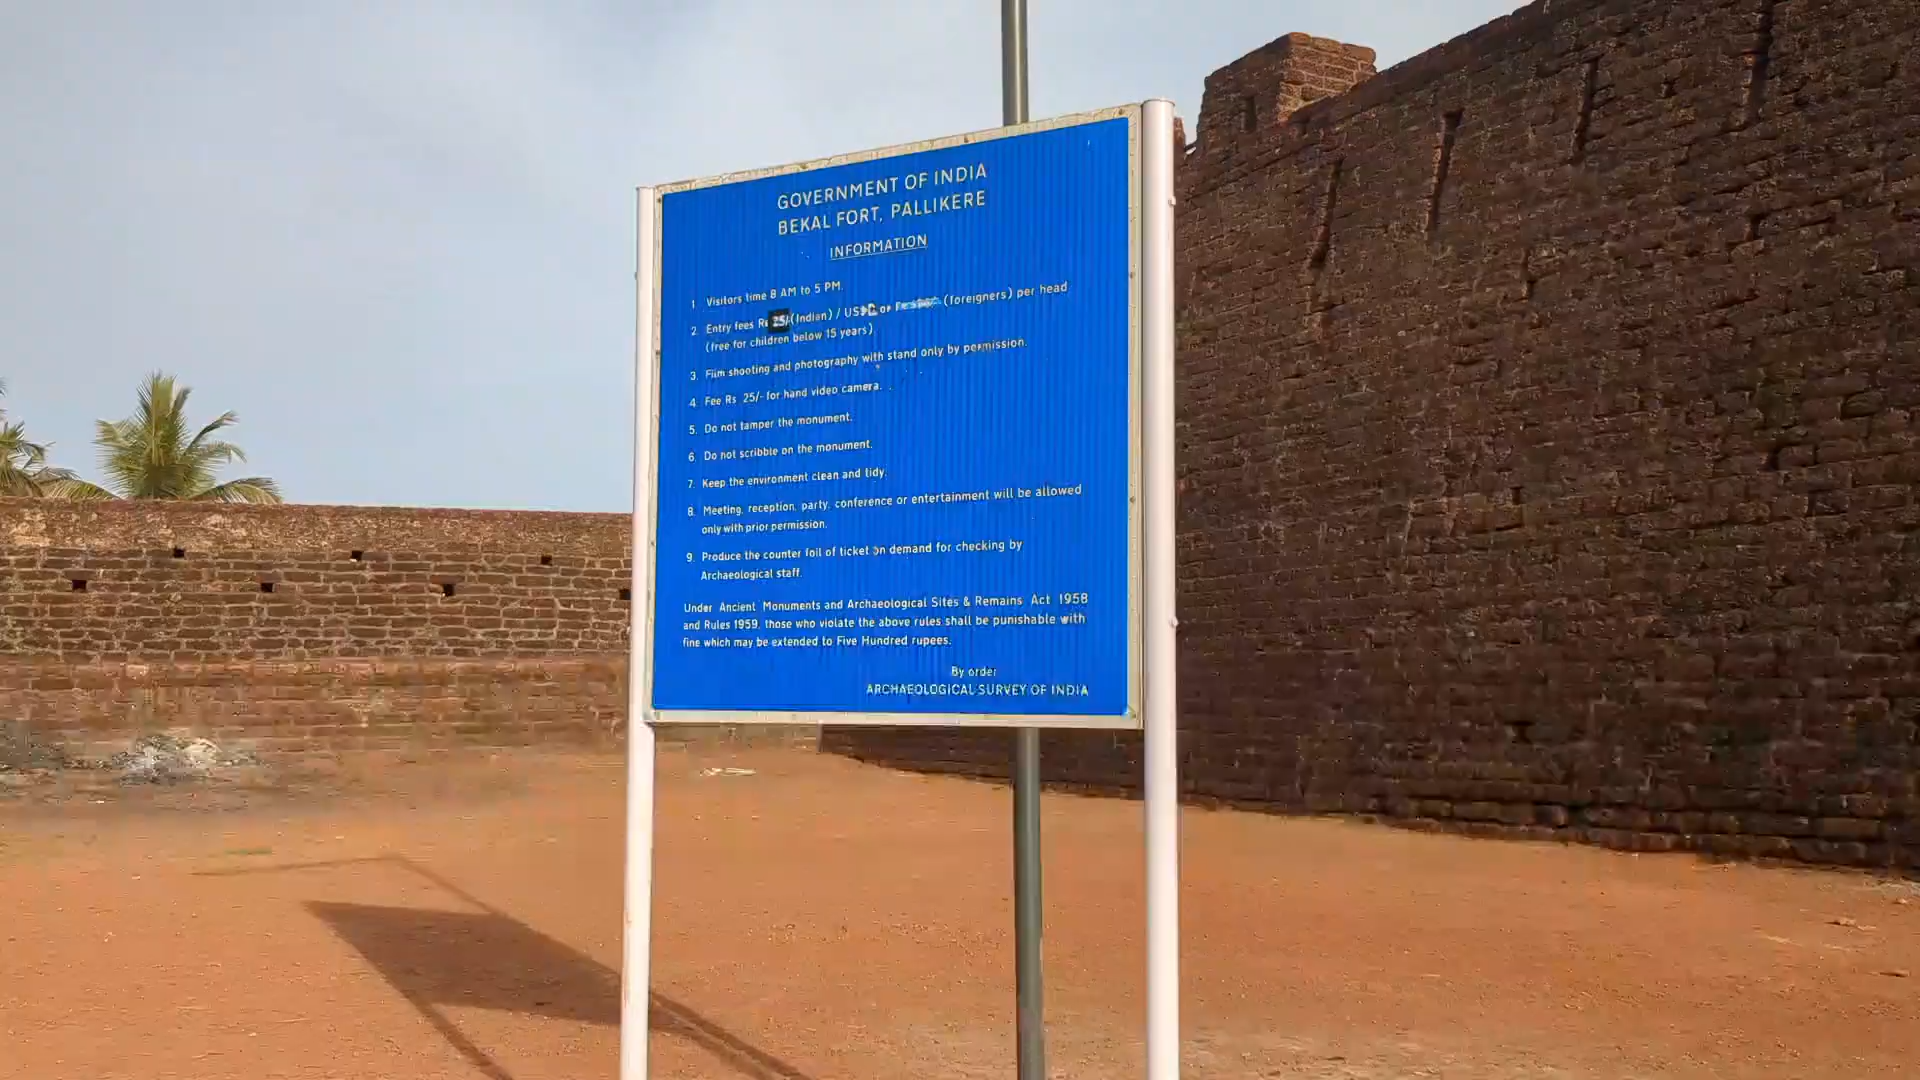 GOVERNMENT OF INDIA
BEKAL FORT, PALLIKERE
INFORMATION
1. Visitors time 8 AM to 5 PM.
2. Entry fees Rs 25/- (Indian) / US$ or (foreigners) per head
(free for children below 15 years)
3. Film shooting and photography with stand only by permission.
4. Fee Rs 25/- for hand video camera.
5. Do not tamper the monument.
6. Do not scribble on the monument.
7. Keep the environment clean and tidy.
8. Meeting, reception, party, conference or entertainment will be allowed
only with prior permission.
9. Produce the counter foil of ticket on demand for checking by
Archaeological staff.
Under Ancient Monuments and Archaeological Sites & Remains Act 1958
and Rules 1959, those who violate the above rules shall be punishable with
fine which may be extended to Five Hundred rupees.
By order
ARCHAEOLOGICAL SURVEY OF INDIA